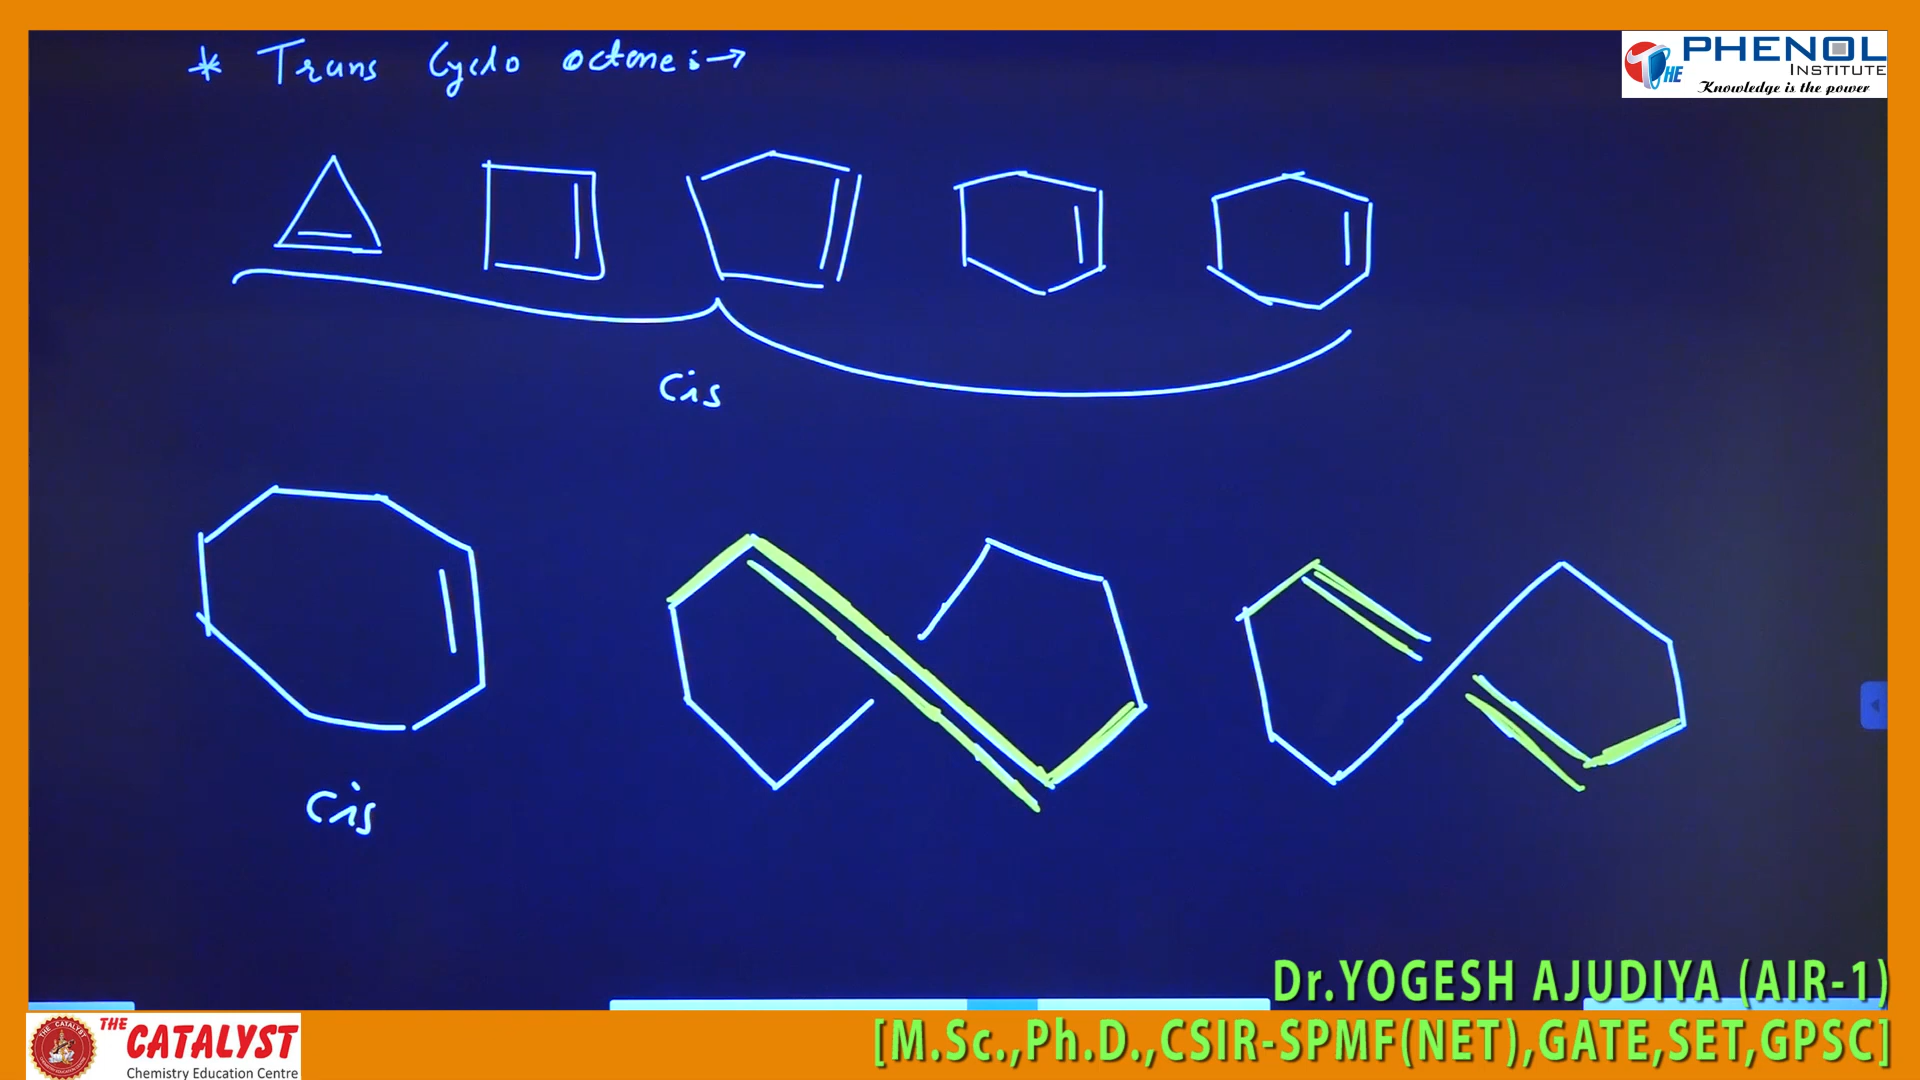 * Trans Cyclo octene :→
PHENOL
THE
INSTITUTE
Knowledge is the power
Cis
Cis
Dr.YOGESH AJUDIYA (AIR-1)
[M.Sc.,Ph.D.,CSIR-SPMF(NET),GATE,SET,GPSC]
THE CATALYST
Chemistry Education Centre